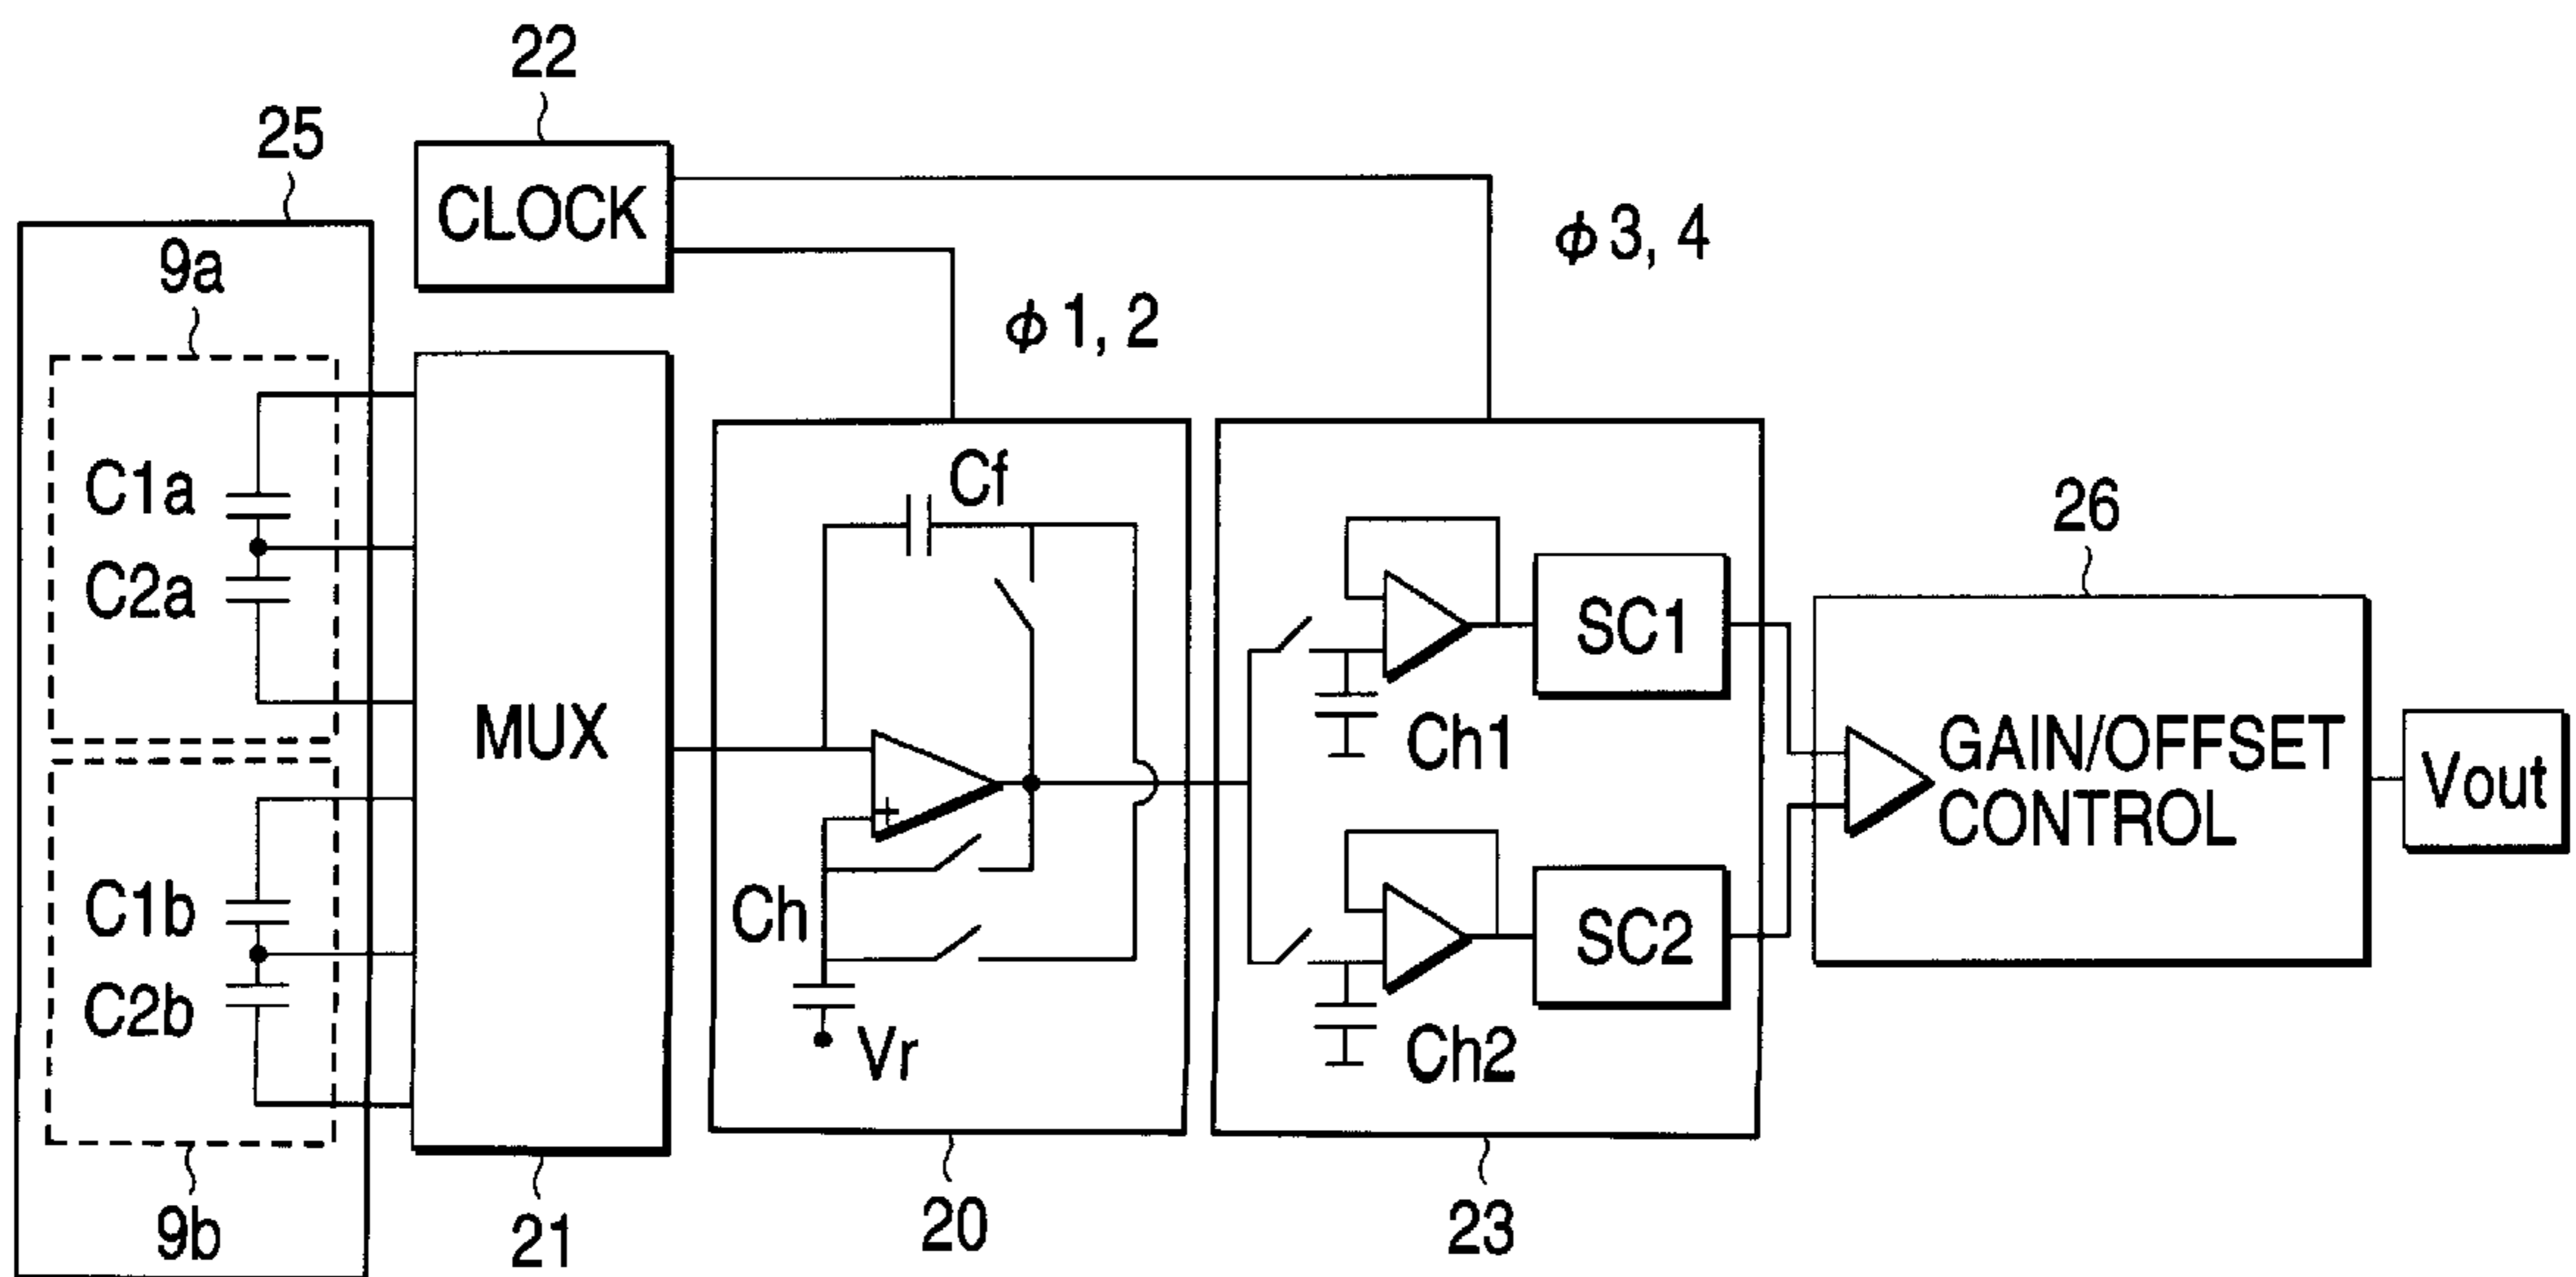 22
25
CLOCK
9a
ϕ3, 4
ϕ1, 2
C1a
C2a
MUX
Cf
SC1
26
Ch1
GAIN/OFFSET
CONTROL
Vout
+
Ch
C1b
C2b
Vr
SC2
Ch2
9b
21
20
23